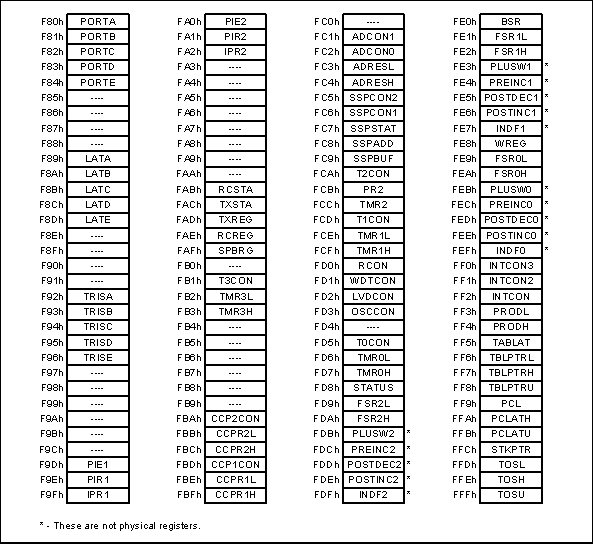 F80h PORTA FA0h PIE2 FC0h ---- FE0h BSR
F81h PORTB FA1h PIR2 FC1h ADCON1 FE1h FSR1L
F82h PORTC FA2h IPR2 FC2h ADCON0 FE2h FSR1H
F83h PORTD FA3h ---- FC3h ADRESL FE3h PLUSW1 *
F84h PORTE FA4h ---- FC4h ADRESH FE4h PREINC1 *
F85h ---- FA5h ---- FC5h SSPCON2 FE5h POSTDEC1 *
F86h ---- FA6h ---- FC6h SSPCON1 FE6h POSTINC1 *
F87h ---- FA7h ---- FC7h SSPSTAT FE7h INDF1 *
F88h ---- FA8h ---- FC8h SSPADD FE8h WREG
F89h LATA FA9h ---- FC9h SSPBUF FE9h FSR0L
F8Ah LATB FAAh ---- FCAh T2CON FEAh FSR0H
F8Bh LATC FABh RCSTA FCBh PR2 FEBh PLUSW0 *
F8Ch LATD FACh TXSTA FCCh TMR2 FECh PREINC0 *
F8Dh LATE FADh TXREG FCDh T1CON FEDh POSTDEC0 *
F8Eh ---- FAEh RCREG FCEh TMR1L FEEh POSTINC0 *
F8Fh ---- FAFh SPBRG FCFh TMR1H FEFh INDF0 *
F90h ---- FB0h ---- FD0h RCON FF0h INTCON3
F91h ---- FB1h T3CON FD1h WDTCON FF1h INTCON2
F92h TRISA FB2h TMR3L FD2h LVDCON FF2h INTCON
F93h TRISB FB3h TMR3H FD3h OSCCON FF3h PRODL
F94h TRISC FB4h ---- FD4h ---- FF4h PRODH
F95h TRISD FB5h ---- FD5h T0CON FF5h TABLAT
F96h TRISE FB6h ---- FD6h TMR0L FF6h TBLPTRL
F97h ---- FB7h ---- FD7h TMR0H FF7h TBLPTRH
F98h ---- FB8h ---- FD8h STATUS FF8h TBLPTRU
F99h ---- FB9h ---- FD9h FSR2L FF9h PCL
F9Ah ---- FBAh CCP2CON FDAh FSR2H FFAh PCLATH
F9Bh ---- FBBh CCPR2L FDBh PLUSW2 * FFBh PCLATU
F9Ch ---- FBCh CCPR2H FDCh PREINC2 * FFCh STKPTR
F9Dh PIE1 FBDh CCP1CON FDDh POSTDEC2 * FFDh TOSL
F9Eh PIR1 FBEh CCPR1L FDEh POSTINC2 * FFEh TOSH
F9Fh IPR1 FBFh CCPR1H FDFh INDF2 * FFFh TOSU
* - These are not physical registers.